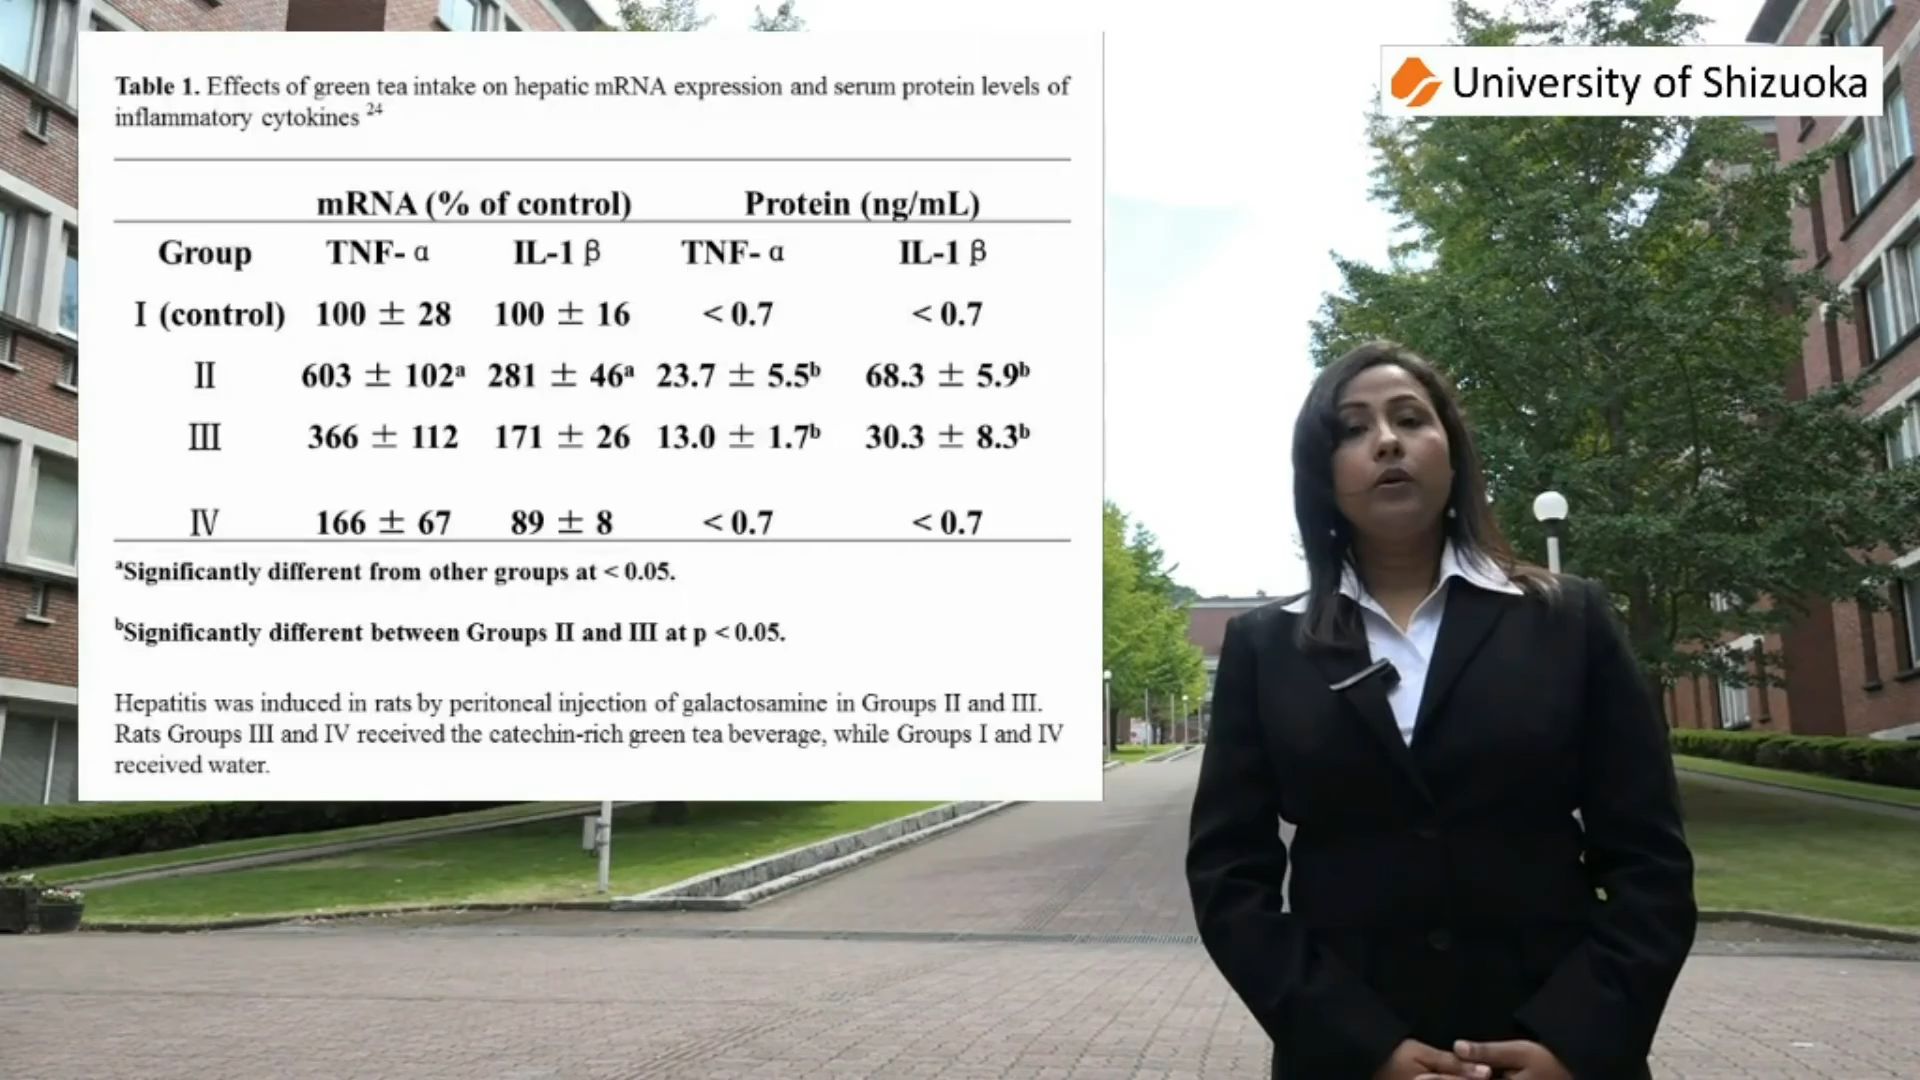 University of Shizuoka
Table 1. Effects of green tea intake on hepatic mRNA expression and serum protein levels of
inflammatory cytokines 24
mRNA (% of control) Protein (ng/mL)
Group TNF-α IL-1β TNF-α IL-1β
Ⅰ (control) 100 ± 28 100 ± 16 < 0.7 < 0.7
Ⅱ 603 ± 102a 281 ± 46a 23.7 ± 5.5b 68.3 ± 5.9b
Ⅲ 366 ± 112 171 ± 26 13.0 ± 1.7b 30.3 ± 8.3b
Ⅳ 166 ± 67 89 ± 8 < 0.7 < 0.7
aSignificantly different from other groups at < 0.05.
bSignificantly different between Groups Ⅱ and Ⅲ at p < 0.05.
Hepatitis was induced in rats by peritoneal injection of galactosamine in Groups Ⅱ and Ⅲ.
Rats Groups Ⅲ and Ⅳ received the catechin-rich green tea beverage, while Groups Ⅰ and Ⅳ
received water.